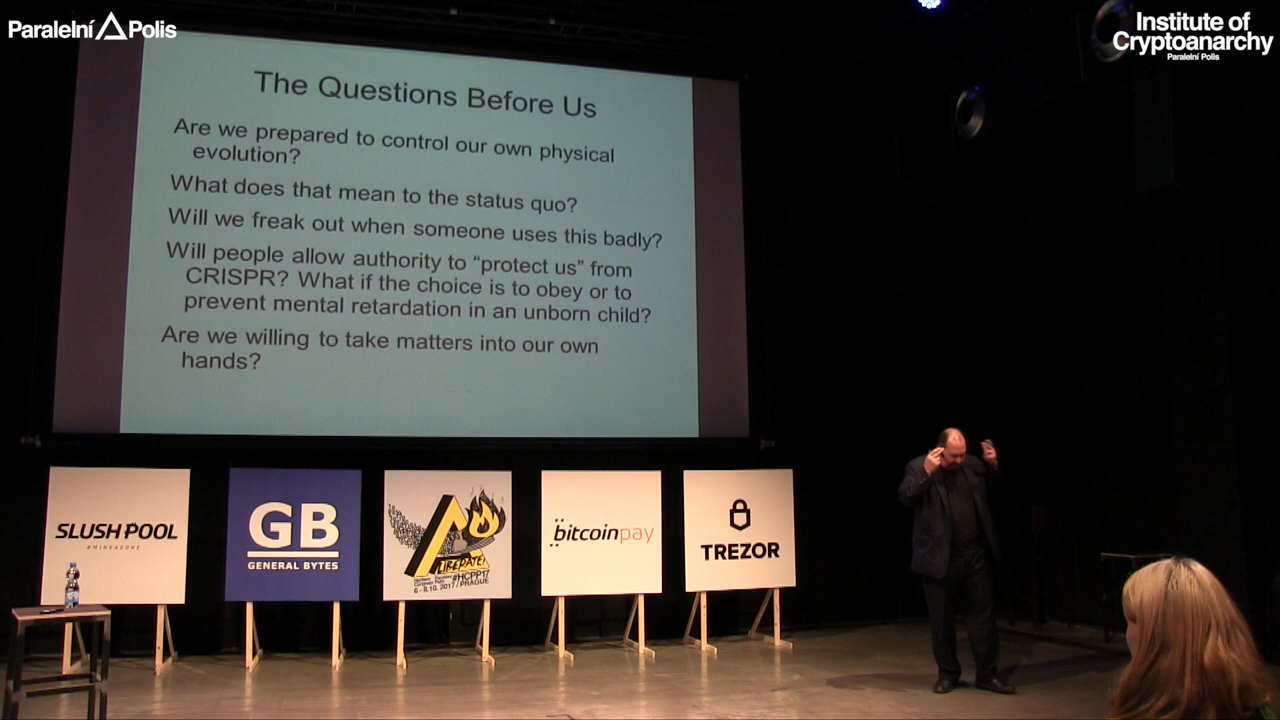 Paralelní Polis
Institute of
Cryptoanarchy
Paralelní Polis
The Questions Before Us
Are we prepared to control our own physical
evolution?
What does that mean to the status quo?
Will we freak out when someone uses this badly?
Will people allow authority to “protect us” from
CRISPR? What if the choice is to obey or to
prevent mental retardation in an unborn child?
Are we willing to take matters into our own
hands?
SLUSH POOL
#MINEASONE
GB
GENERAL BYTES
LIBERATE!
#HCPP17
6 - 8.10. 2017 / PRAGUE
bitcoinpay
TREZOR